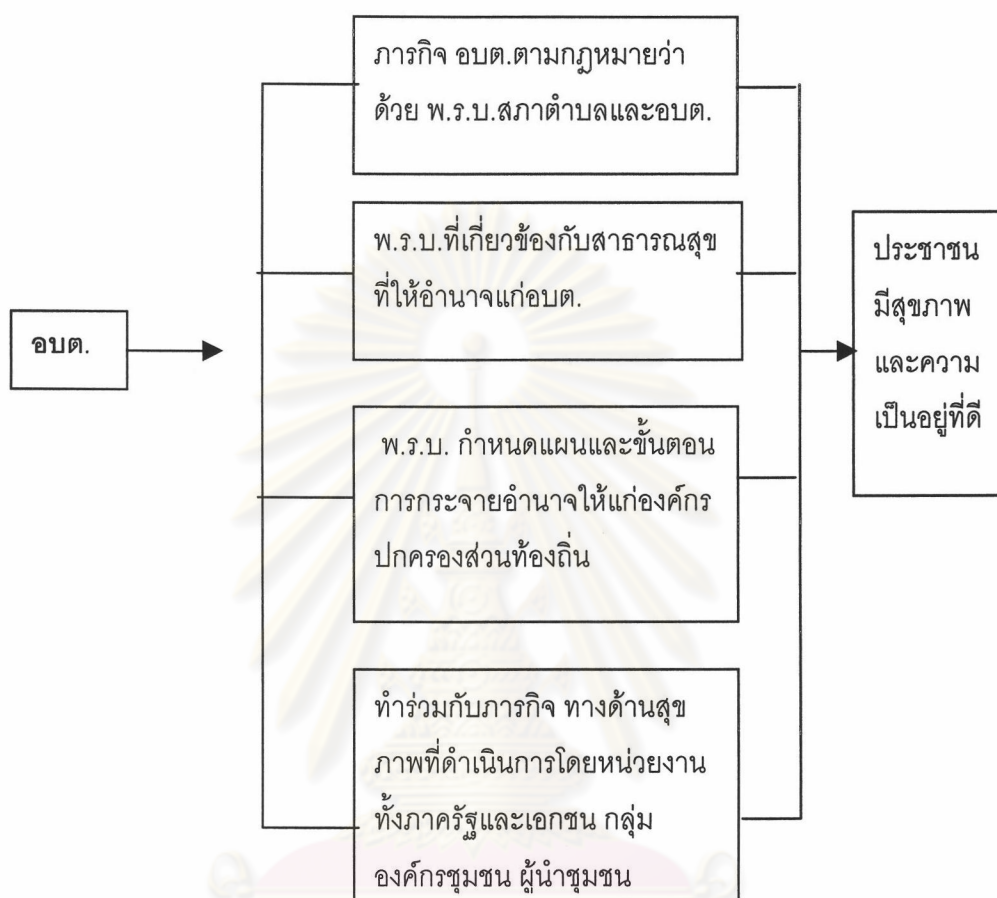 ภารกิจ อบต.ตามกฎหมายว่า
ด้วย พ.ร.บ.สภาตำบลและอบต.
พ.ร.บ.ที่เกี่ยวข้องกับสาธารณสุข
ที่ให้อำนาจแก่อบต.
อบต.
พ.ร.บ. กำหนดแผนและขั้นตอน
การกระจายอำนาจให้แก่องค์กร
ปกครองส่วนท้องถิ่น
ทำร่วมกับภารกิจ ทางด้านสุข
ภาพที่ดำเนินการโดยหน่วยงาน
ทั้งภาครัฐและเอกชน กลุ่ม
องค์กรชุมชน ผู้นำชุมชน
ประชาชน
มีสุขภาพ
และความ
เป็นอยู่ที่ดี